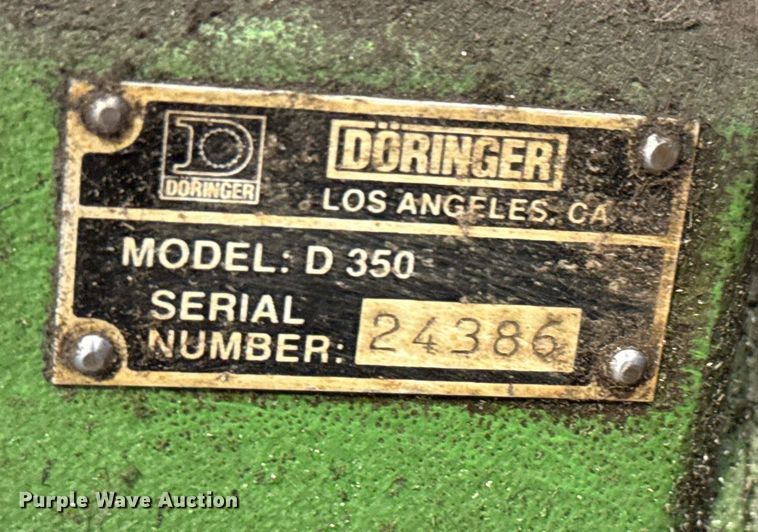 D
DÖRINGER
DÖRINGER
LOS ANGELES, CA
MODEL: D 350
SERIAL
NUMBER: 24386
Purple Wave Auction